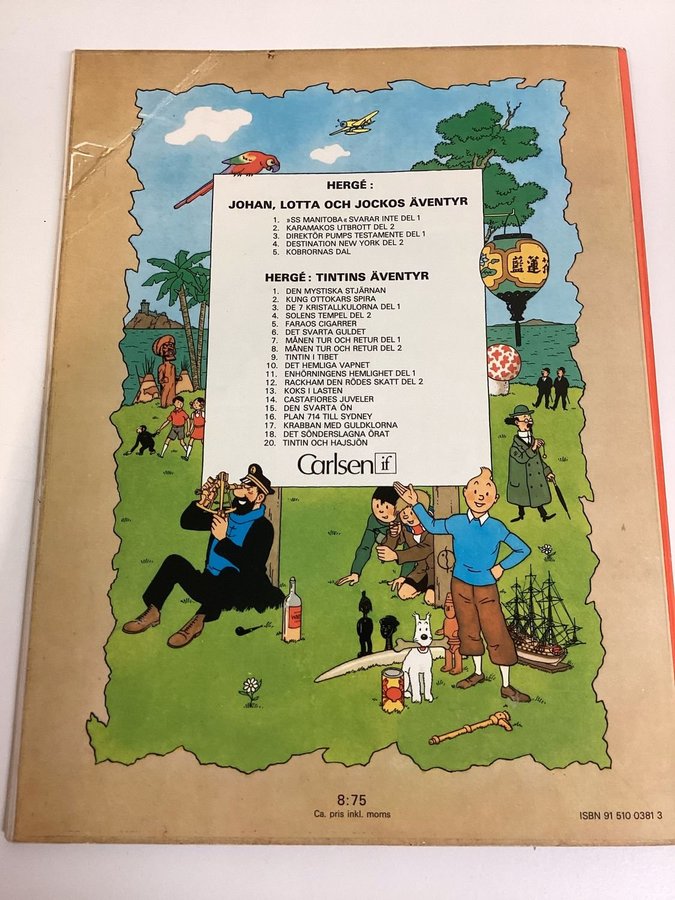 HERGÉ :
JOHAN, LOTTA OCH JOCKOS ÄVENTYR
1. »SS MANITOBA« SVARAR INTE DEL 1
2. KARAMAKOS UTBROTT DEL 2
3. DIREKTÖR PUMPS TESTAMENTE DEL 1
4. DESTINATION NEW YORK DEL 2
5. KOBRORNAS DAL
HERGÉ : TINTINS ÄVENTYR
1. DEN MYSTISKA STJÄRNAN
2. KUNG OTTOKARS SPIRA
3. DE 7 KRISTALLKULORNA DEL 1
4. SOLENS TEMPEL DEL 2
5. FARAOS CIGARRER
6. DET SVARTA GULDET
7. MÅNEN TUR OCH RETUR DEL 1
8. MÅNEN TUR OCH RETUR DEL 2
9. TINTIN I TIBET
10. DET HEMLIGA VAPNET
11. ENHÖRNINGENS HEMLIGHET DEL 1
12. RACKHAM DEN RÖDES SKATT DEL 2
13. KOKS I LASTEN
14. CASTAFIORES JUVELER
15. DEN SVARTA ÖN
16. PLAN 714 TILL SYDNEY
17. KRABBAN MED GULDKLORNA
18. DET SÖNDERSLAGNA ÖRAT
20. TINTIN OCH HAJSJÖN
Carlsen if
藍蓮花
8:75
Ca. pris inkl. moms
ISBN 91 510 0381 3